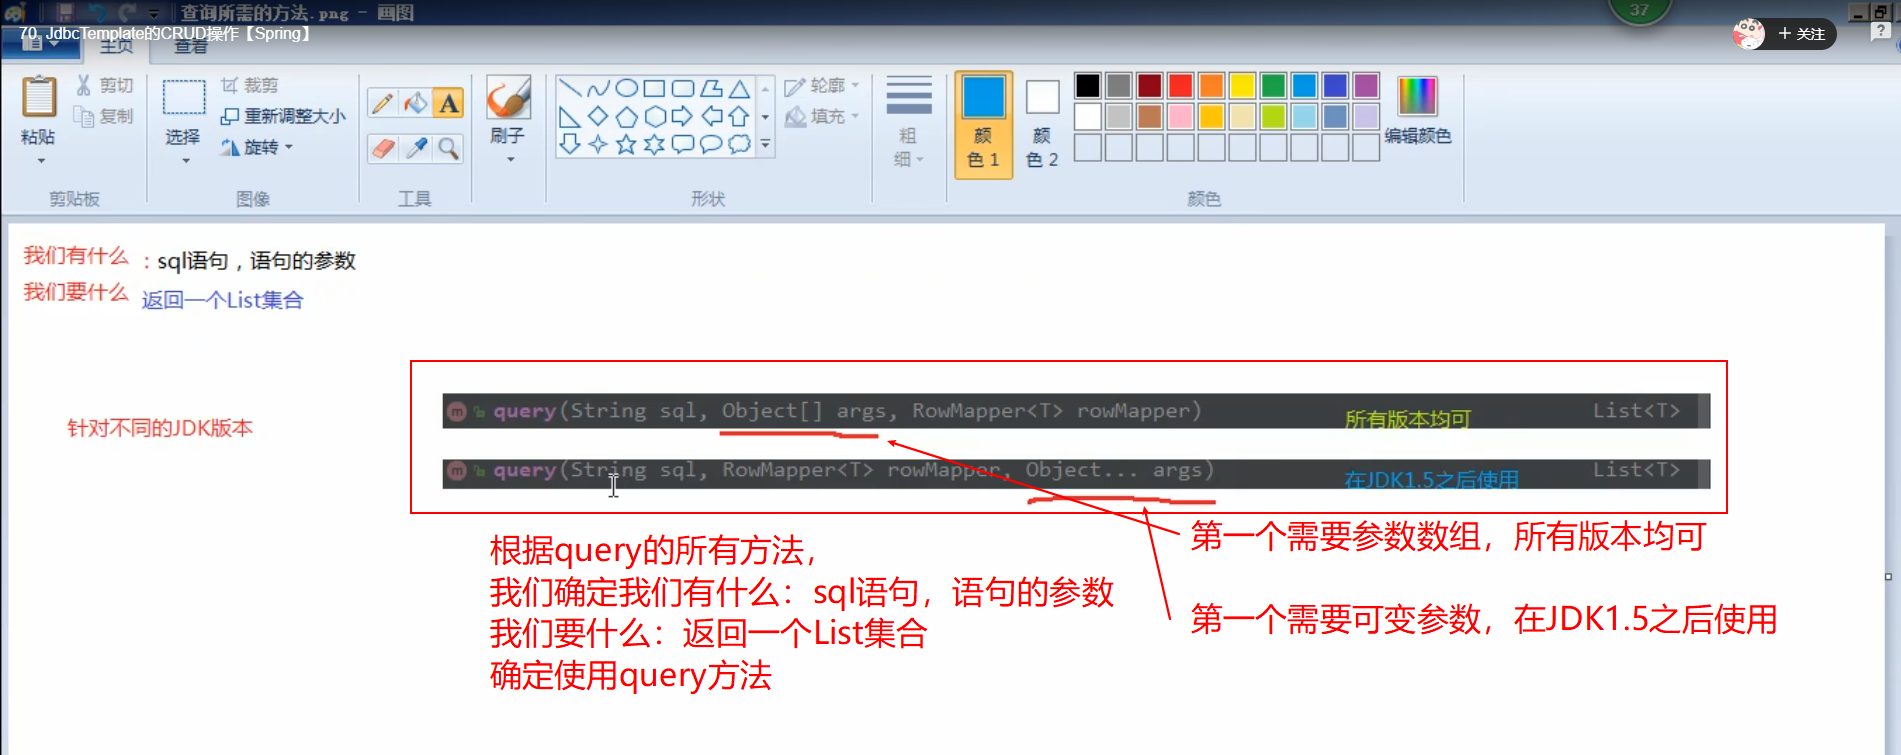 查询所需的方法.png - 画图
37
70. JdbcTemplate的CRUD操作【Spring】
+ 关注
主页
查看
剪切
裁剪
轮廓
复制
重新调整大小
填充
粘贴
选择
旋转
A
刷子
粗
细
颜
色 1
颜
色 2
编辑颜色
剪贴板
图像
工具
形状
颜色
我们有什么 : sql语句，语句的参数
我们要什么 返回一个List集合
针对不同的JDK版本
m query(String sql, Object[] args, RowMapper<T> rowMapper) 所有版本均可 List<T>
m query(String sql, RowMapper<T> rowMapper, Object... args) 在JDK1.5之后使用 List<T>
第一个需要参数数组，所有版本均可
根据query的所有方法，
我们确定我们有什么：sql语句，语句的参数
第一个需要可变参数，在JDK1.5之后使用
我们要什么：返回一个List集合
确定使用query方法